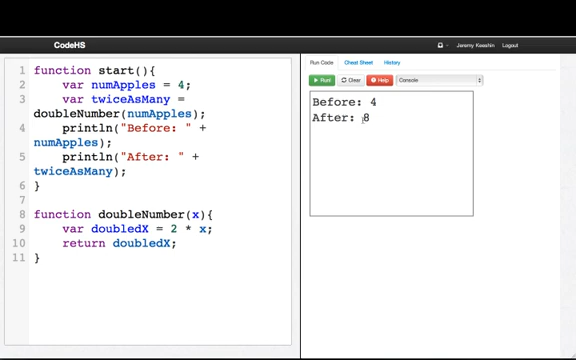 CodeHS
Jeremy Keeshin Logout
Run Code Cheat Sheet History
Run! Clear Help Console
1 function start(){
2 var numApples = 4;
3 var twiceAsMany =
doubleNumber(numApples);
4 println("Before: " +
numApples);
5 println("After: " +
twiceAsMany);
6 }
7
8 function doubleNumber(x){
9 var doubledX = 2 * x;
10 return doubledX;
11 }
Before: 4
After: 8